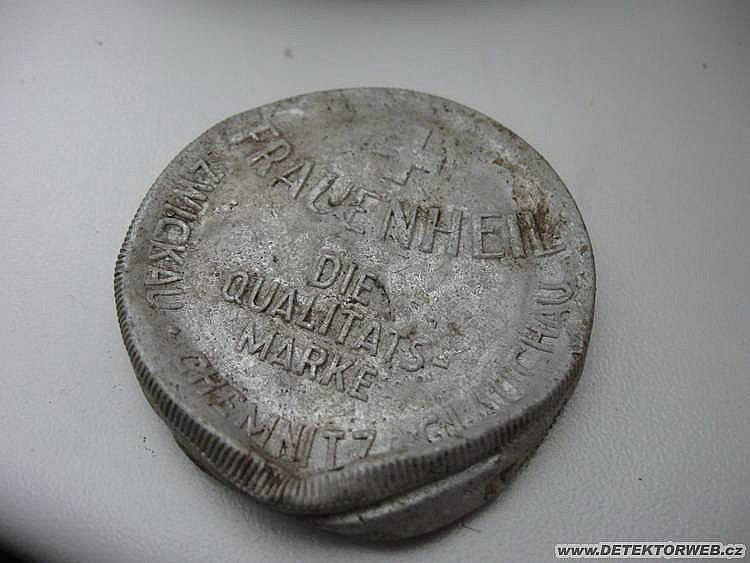 FRAUENHEIL
DIE
QUALITÄTS-
MARKE
ZWICKAU · CHEMNITZ · GLAUCHAU
www.DETEKTORWEB.cz